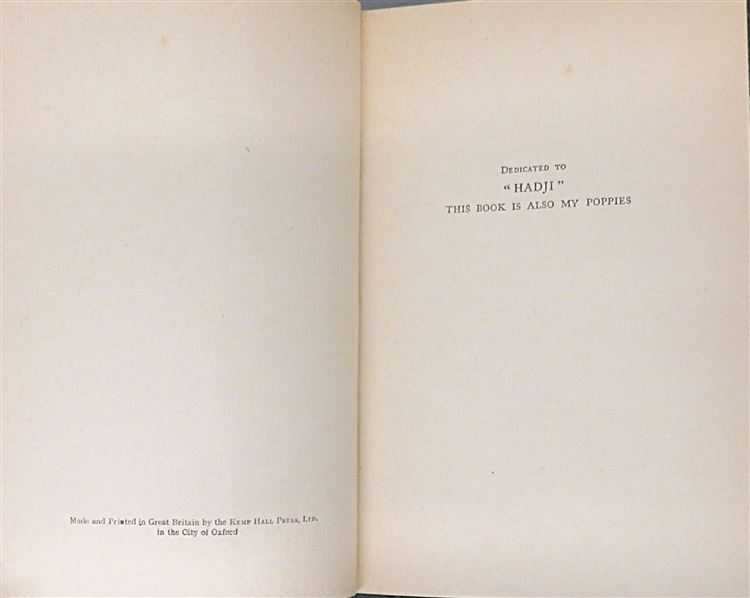 Made and Printed in Great Britain by the Kemp Hall Press, Ltd.
in the City of Oxford
Dedicated to
“HADJI”
THIS BOOK IS ALSO MY POPPIES